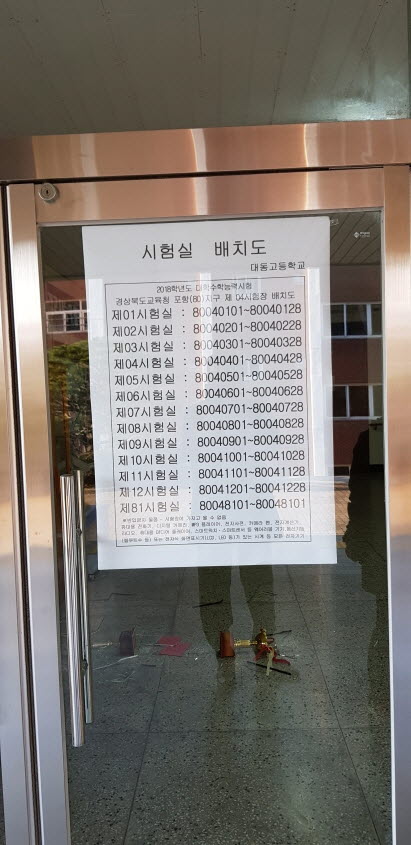 시험실 배치도
대동고등학교
2018학년도 대학수학능력시험
경상북도교육청 포항(80)지구 제 04시험장 배치도
제01시험실 : 80040101~80040128
제02시험실 : 80040201~80040228
제03시험실 : 80040301~80040328
제04시험실 : 80040401~80040428
제05시험실 : 80040501~80040528
제06시험실 : 80040601~80040628
제07시험실 : 80040701~80040728
제08시험실 : 80040801~80040828
제09시험실 : 80040901~80040928
제10시험실 : 80041001~80041028
제11시험실 : 80041101~80041128
제12시험실 : 80041201~80041228
제81시험실 : 80048101~80048101